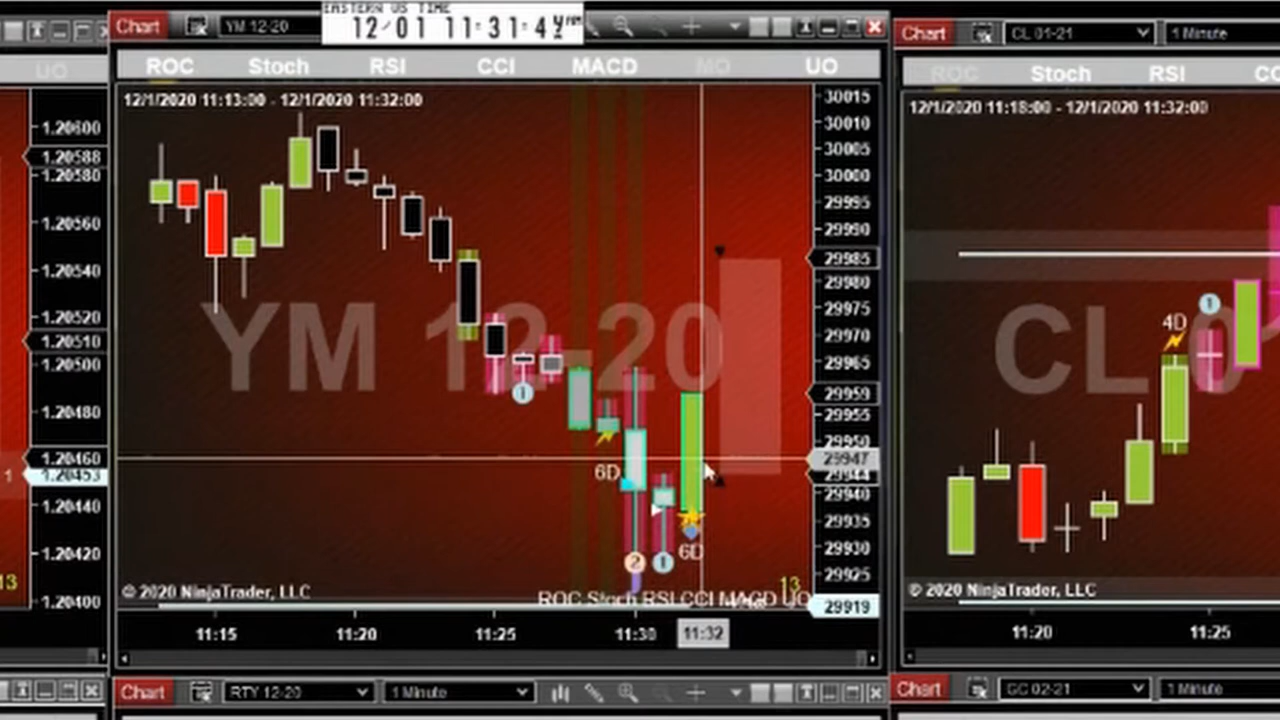 EASTERN US TIME
12/01 11:31:4
Chart
YM 12-20
Chart
CL 01-21
1 Minute
UO
ROC Stoch RSI CCI MACD MO UO
ROC Stoch RSI
12/1/2020 11:13:00 - 12/1/2020 11:32:00
12/1/2020 11:18:00 - 12/1/2020 11:32:00
1.20600
1.20588
1.20580
1.20560
1.20540
1.20520
1.20510
1.20500
1.20480
1.20460
1.20453
1.20440
1.20420
1.20400
1
13
YM 12-20
30015
30010
30005
30000
29995
29990
29985
29980
29975
29970
29965
29959
29955
29950
29947
29944
29940
29935
29930
29925
29919
1
6D
2
1
6D
13
ROC Stoch RSI CCI MACD UO
© 2020 NinjaTrader, LLC
11:15
11:20
11:25
11:30
11:32
CL 0
4D
1
© 2020 NinjaTrader, LLC
11:20
11:25
Chart
RTY 12-20
1 Minute
Chart
GC 02-21
1 Minute